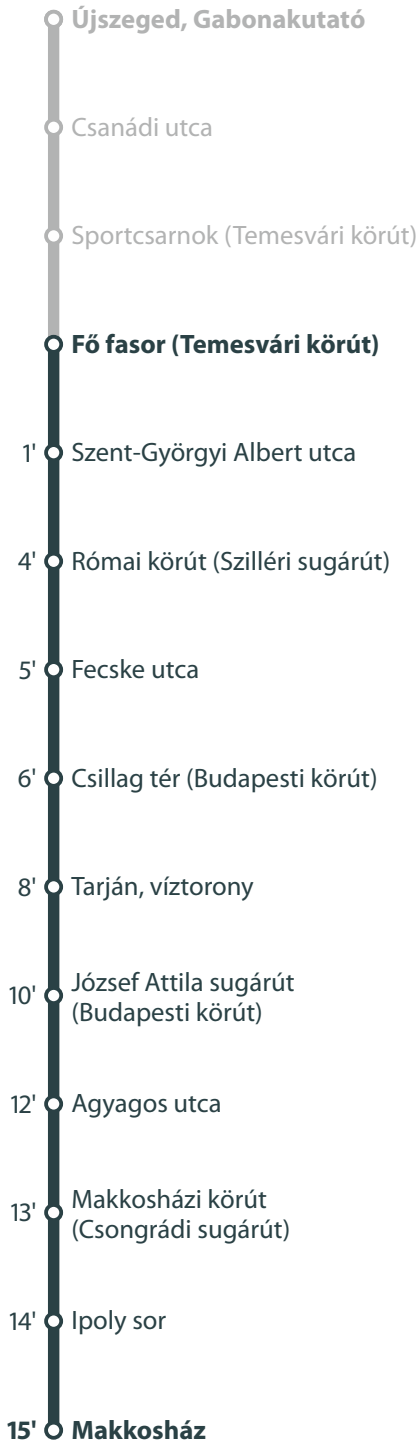 Újszeged, Gabonakutató
Csanádi utca
Sportcsarnok (Temesvári körút)
Fő fasor (Temesvári körút)
1' Szent-Györgyi Albert utca
4' Római körút (Szilléri sugárút)
5' Fecske utca
6' Csillag tér (Budapesti körút)
8' Tarján, víztorony
10' József Attila sugárút
(Budapesti körút)
12' Agyagos utca
13' Makkosházi körút
(Csongrádi sugárút)
14' Ipoly sor
15' Makkosház